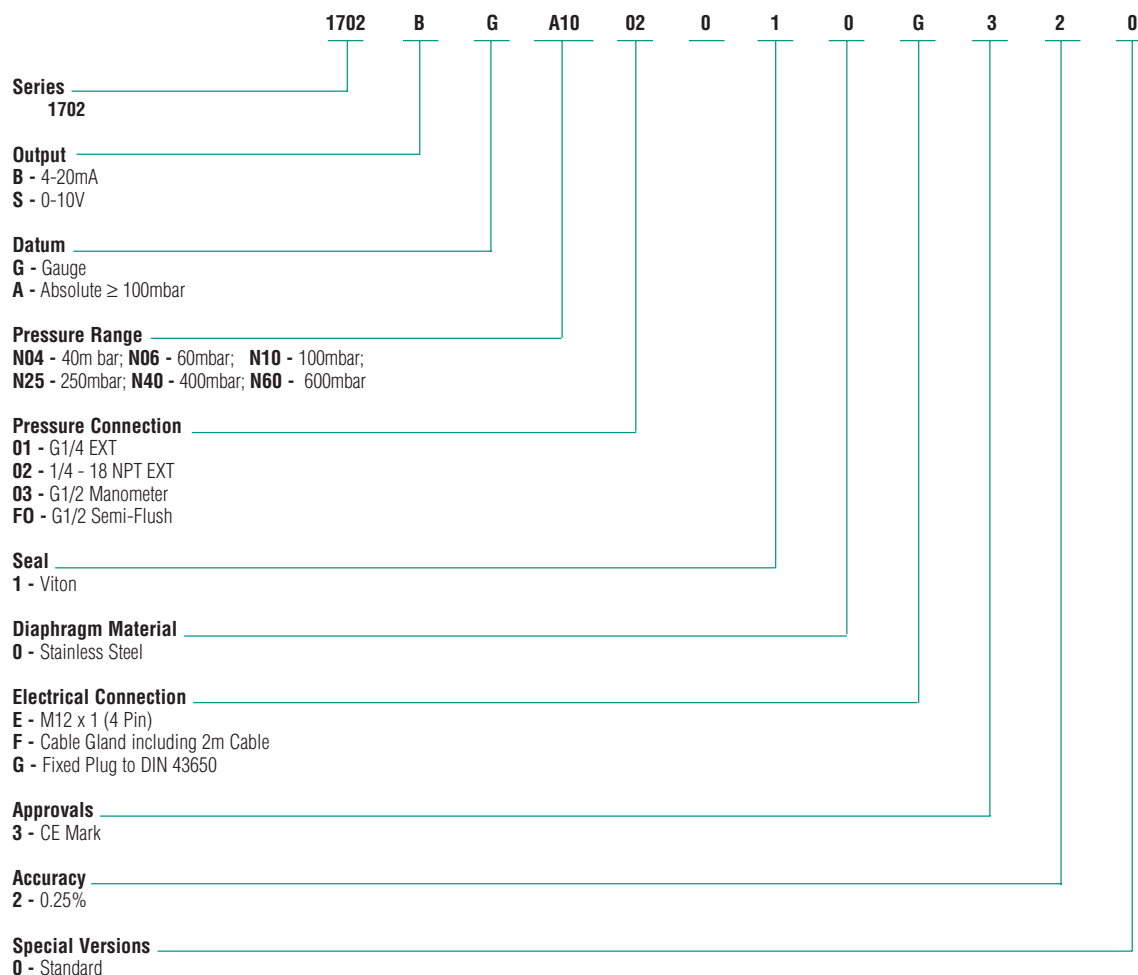 1702 B G A10 02 0 1 0 G 3 2 0
Series
1702
Output
B - 4-20mA
S - 0-10V
Datum
G - Gauge
A - Absolute ≥ 100mbar
Pressure Range
N04 - 40m bar; N06 - 60mbar; N10 - 100mbar;
N25 - 250mbar; N40 - 400mbar; N60 - 600mbar
Pressure Connection
01 - G1/4 EXT
02 - 1/4 - 18 NPT EXT
03 - G1/2 Manometer
FO - G1/2 Semi-Flush
Seal
1 - Viton
Diaphragm Material
0 - Stainless Steel
Electrical Connection
E - M12 x 1 (4 Pin)
F - Cable Gland including 2m Cable
G - Fixed Plug to DIN 43650
Approvals
3 - CE Mark
Accuracy
2 - 0.25%
Special Versions
0 - Standard